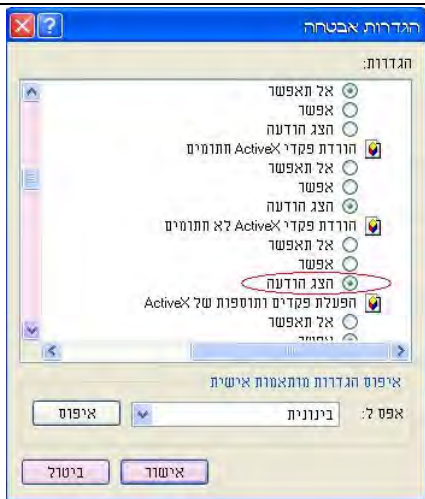 הגדרות אבטחה
הגדרות:
אל תאפשר
אפשר
הצג הודעה
הורדת פקדי ActiveX חתומים
אל תאפשר
אפשר
הצג הודעה
הורדת פקדי ActiveX לא חתומים
אל תאפשר
אפשר
הצג הודעה
הפעלת פקדים ותוספות של ActiveX
אל תאפשר
אפשר
איפוס הגדרות מותאמות אישית
אפס ל:
בינונית
איפוס
אישור
ביטול